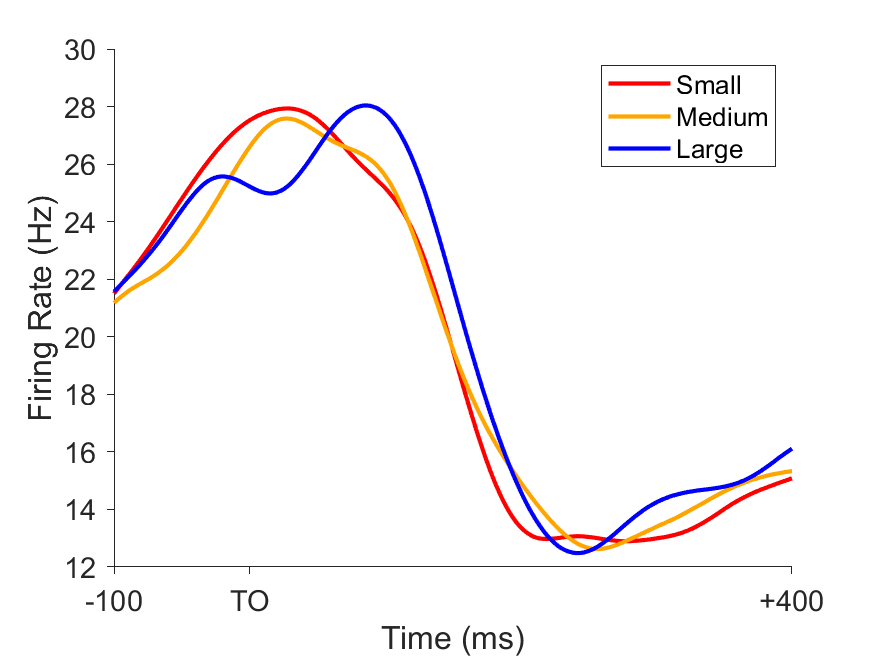 30
28
26
24
22
20
18
16
14
12
Firing Rate (Hz)
Small
Medium
Large
-100
TO
+400
Time (ms)